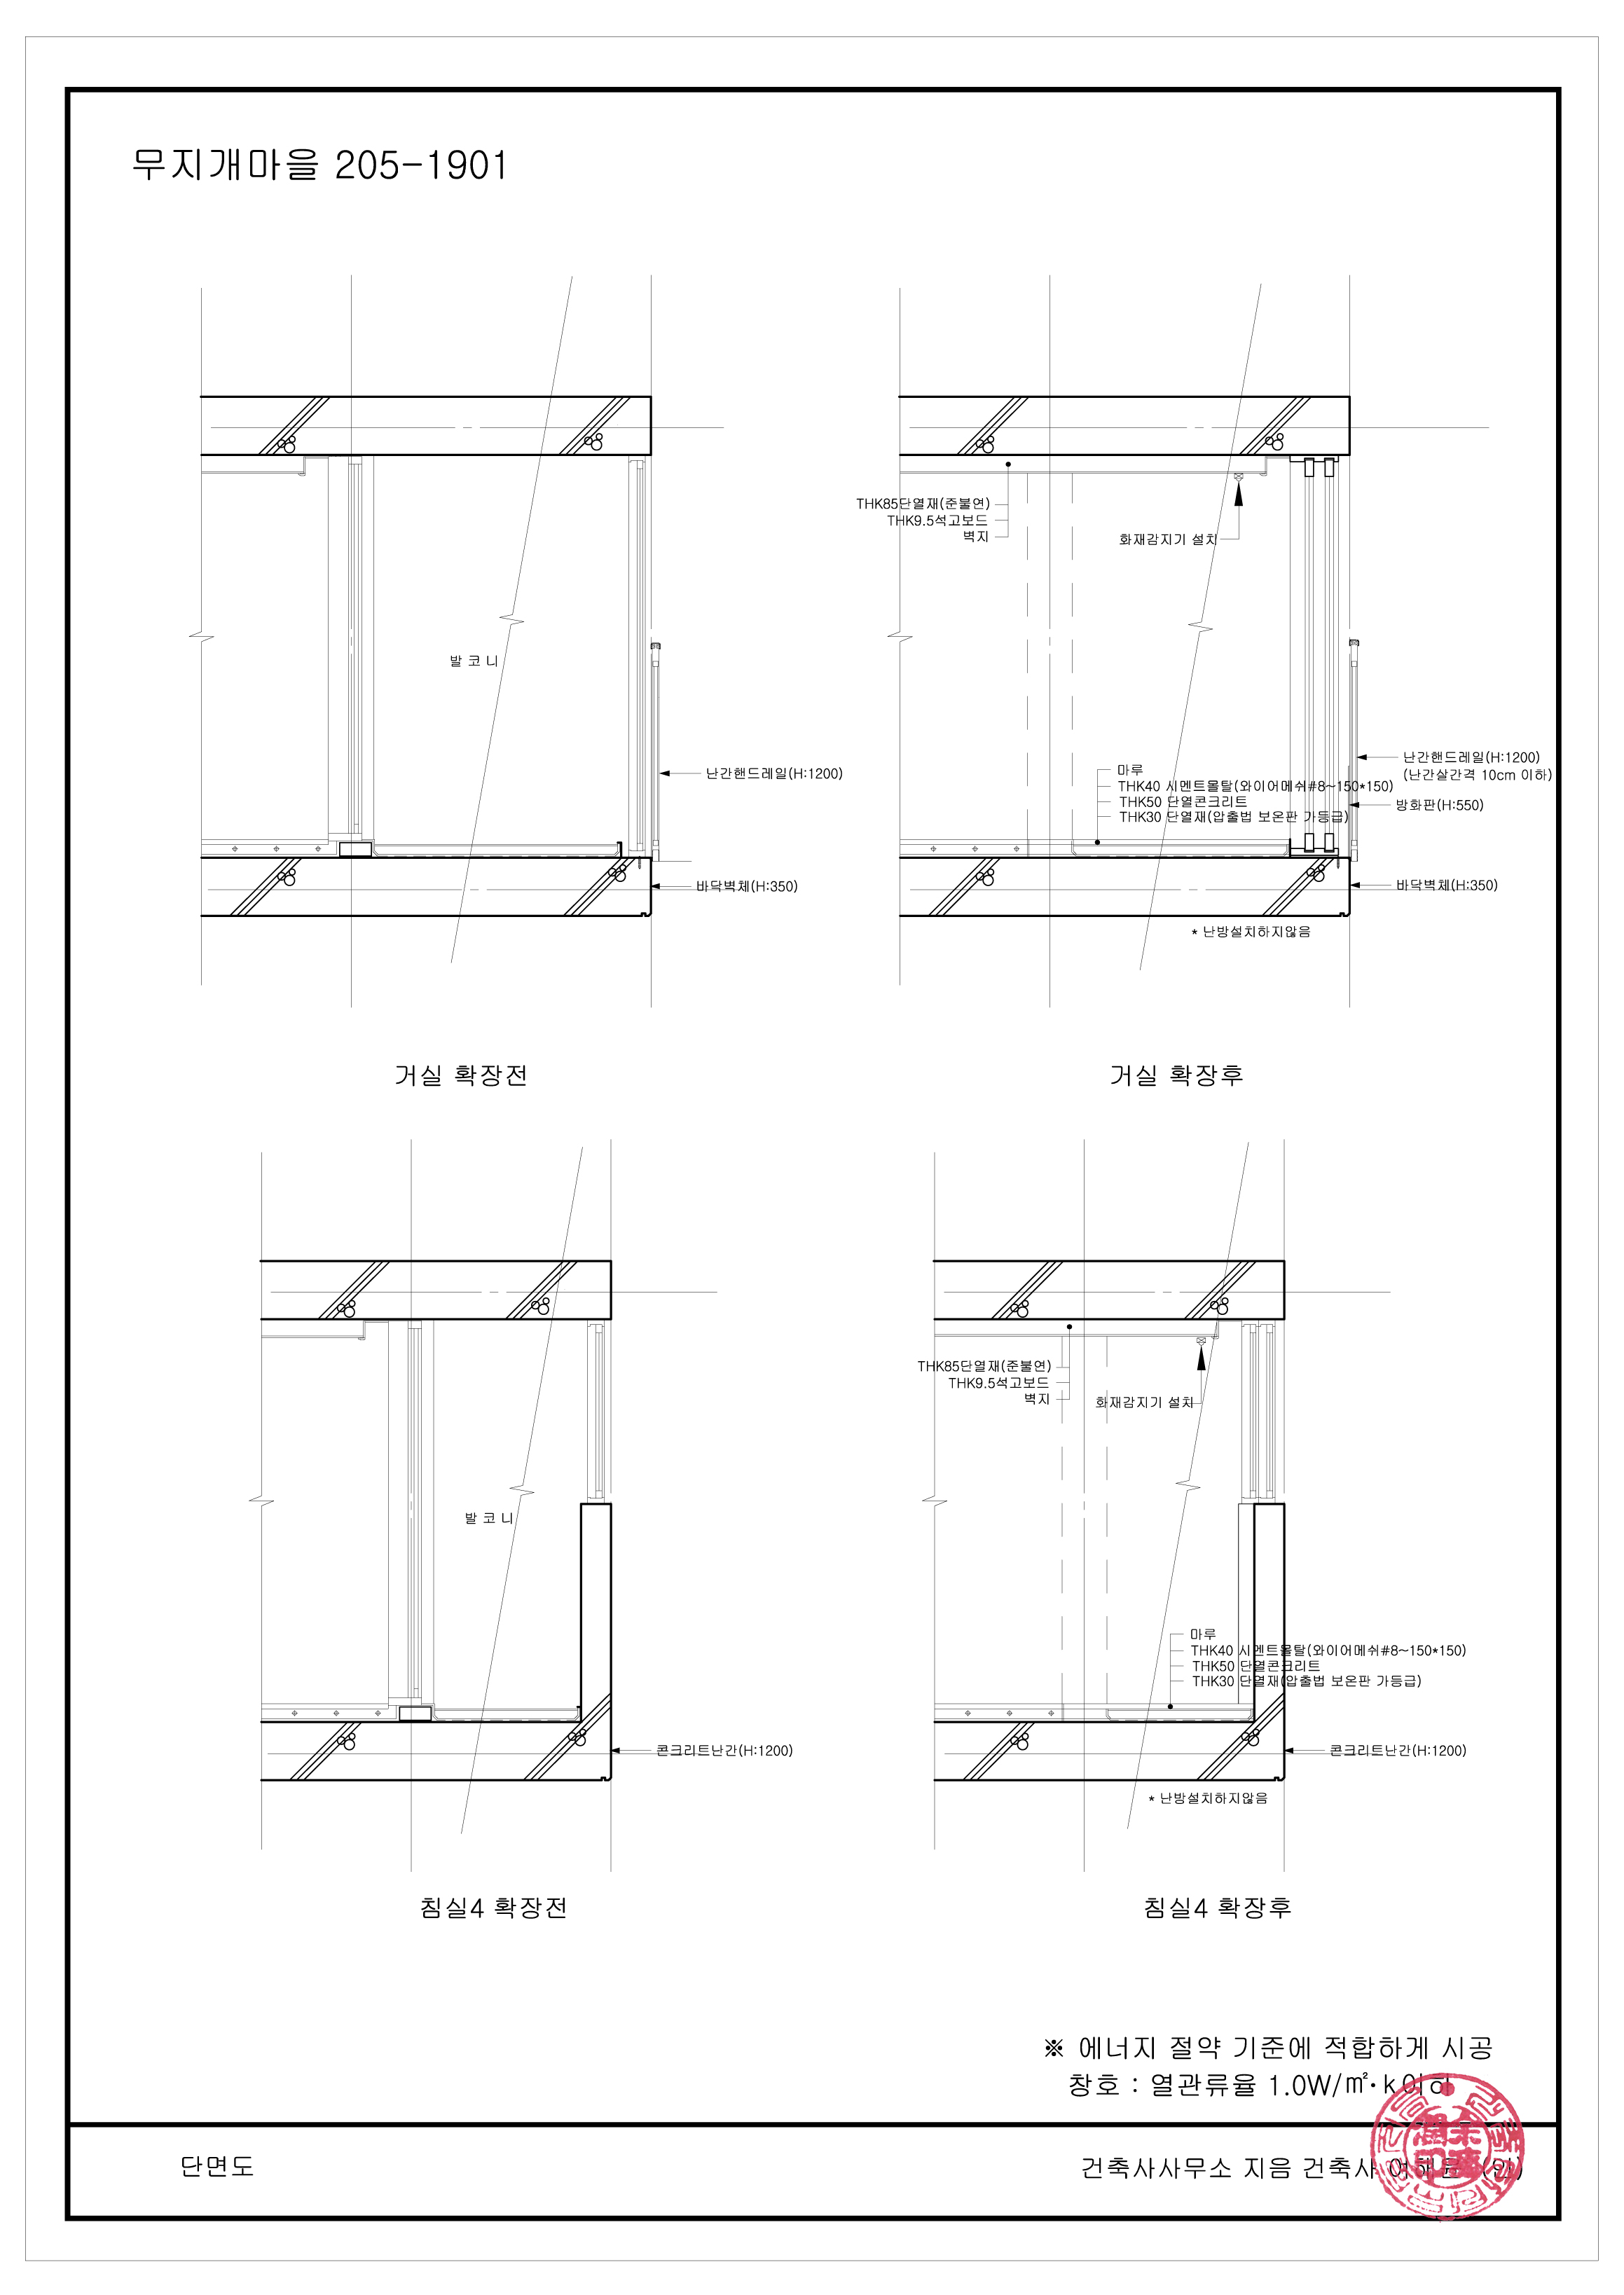 무지개마을 205-1901
발 코 니
난간핸드레일(H:1200)
바닥벽체(H:350)
거실 확장전
THK85단열재(준불연)
THK9.5석고보드
벽지
화재감지기 설치
마루
THK40 시멘트몰탈(와이어메쉬#8~150*150)
THK50 단열콘크리트
THK30 단열재(압출법 보온판 가등급)
난간핸드레일(H:1200)
(난간살간격 10cm 이하)
방화판(H:550)
바닥벽체(H:350)
* 난방설치하지않음
거실 확장후
발 코 니
콘크리트난간(H:1200)
침실4 확장전
THK85단열재(준불연)
THK9.5석고보드
벽지
화재감지기 설치
마루
THK40 시멘트몰탈(와이어메쉬#8~150*150)
THK50 단열콘크리트
THK30 단열재(압출법 보온판 가등급)
콘크리트난간(H:1200)
* 난방설치하지않음
침실4 확장후
※ 에너지 절약 기준에 적합하게 시공
창호 : 열관류율 1.0W/㎡·k이하
단면도
건축사사무소 지음 건축사 (인)